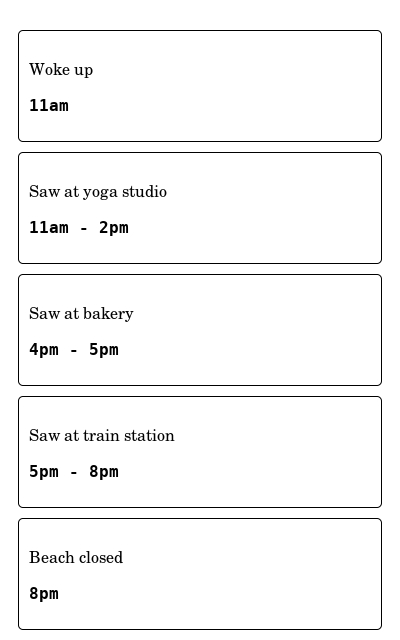 Woke up
11am
Saw at yoga studio
11am - 2pm
Saw at bakery
4pm - 5pm
Saw at train station
5pm - 8pm
Beach closed
8pm